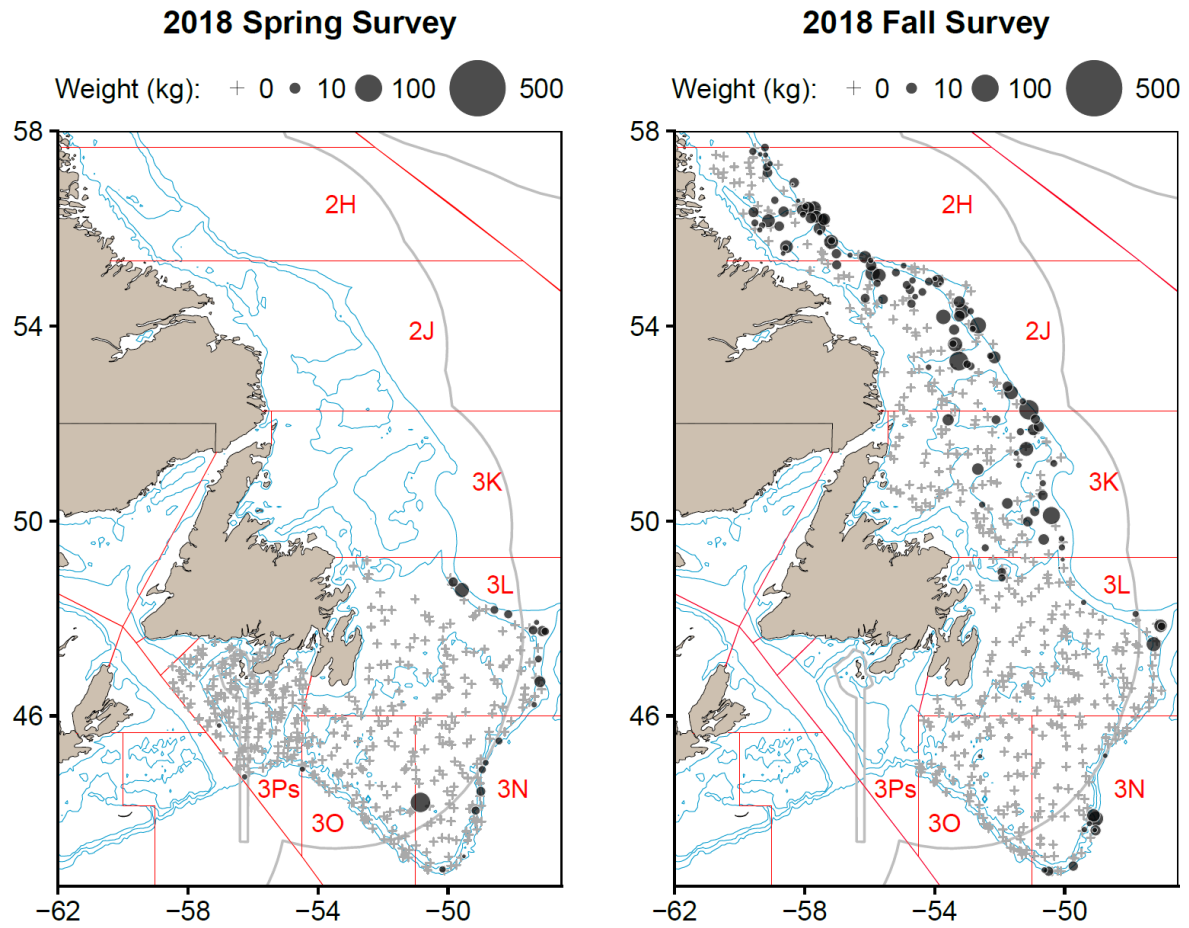 2018 Spring Survey
Weight (kg): 0 10 100 500
58
54
50
46
2H
2J
3K
3L
3N
3O
3Ps
−62 −58 −54 −50
2018 Fall Survey
Weight (kg): 0 10 100 500
58
54
50
46
2H
2J
3K
3L
3N
3O
3Ps
−62 −58 −54 −50